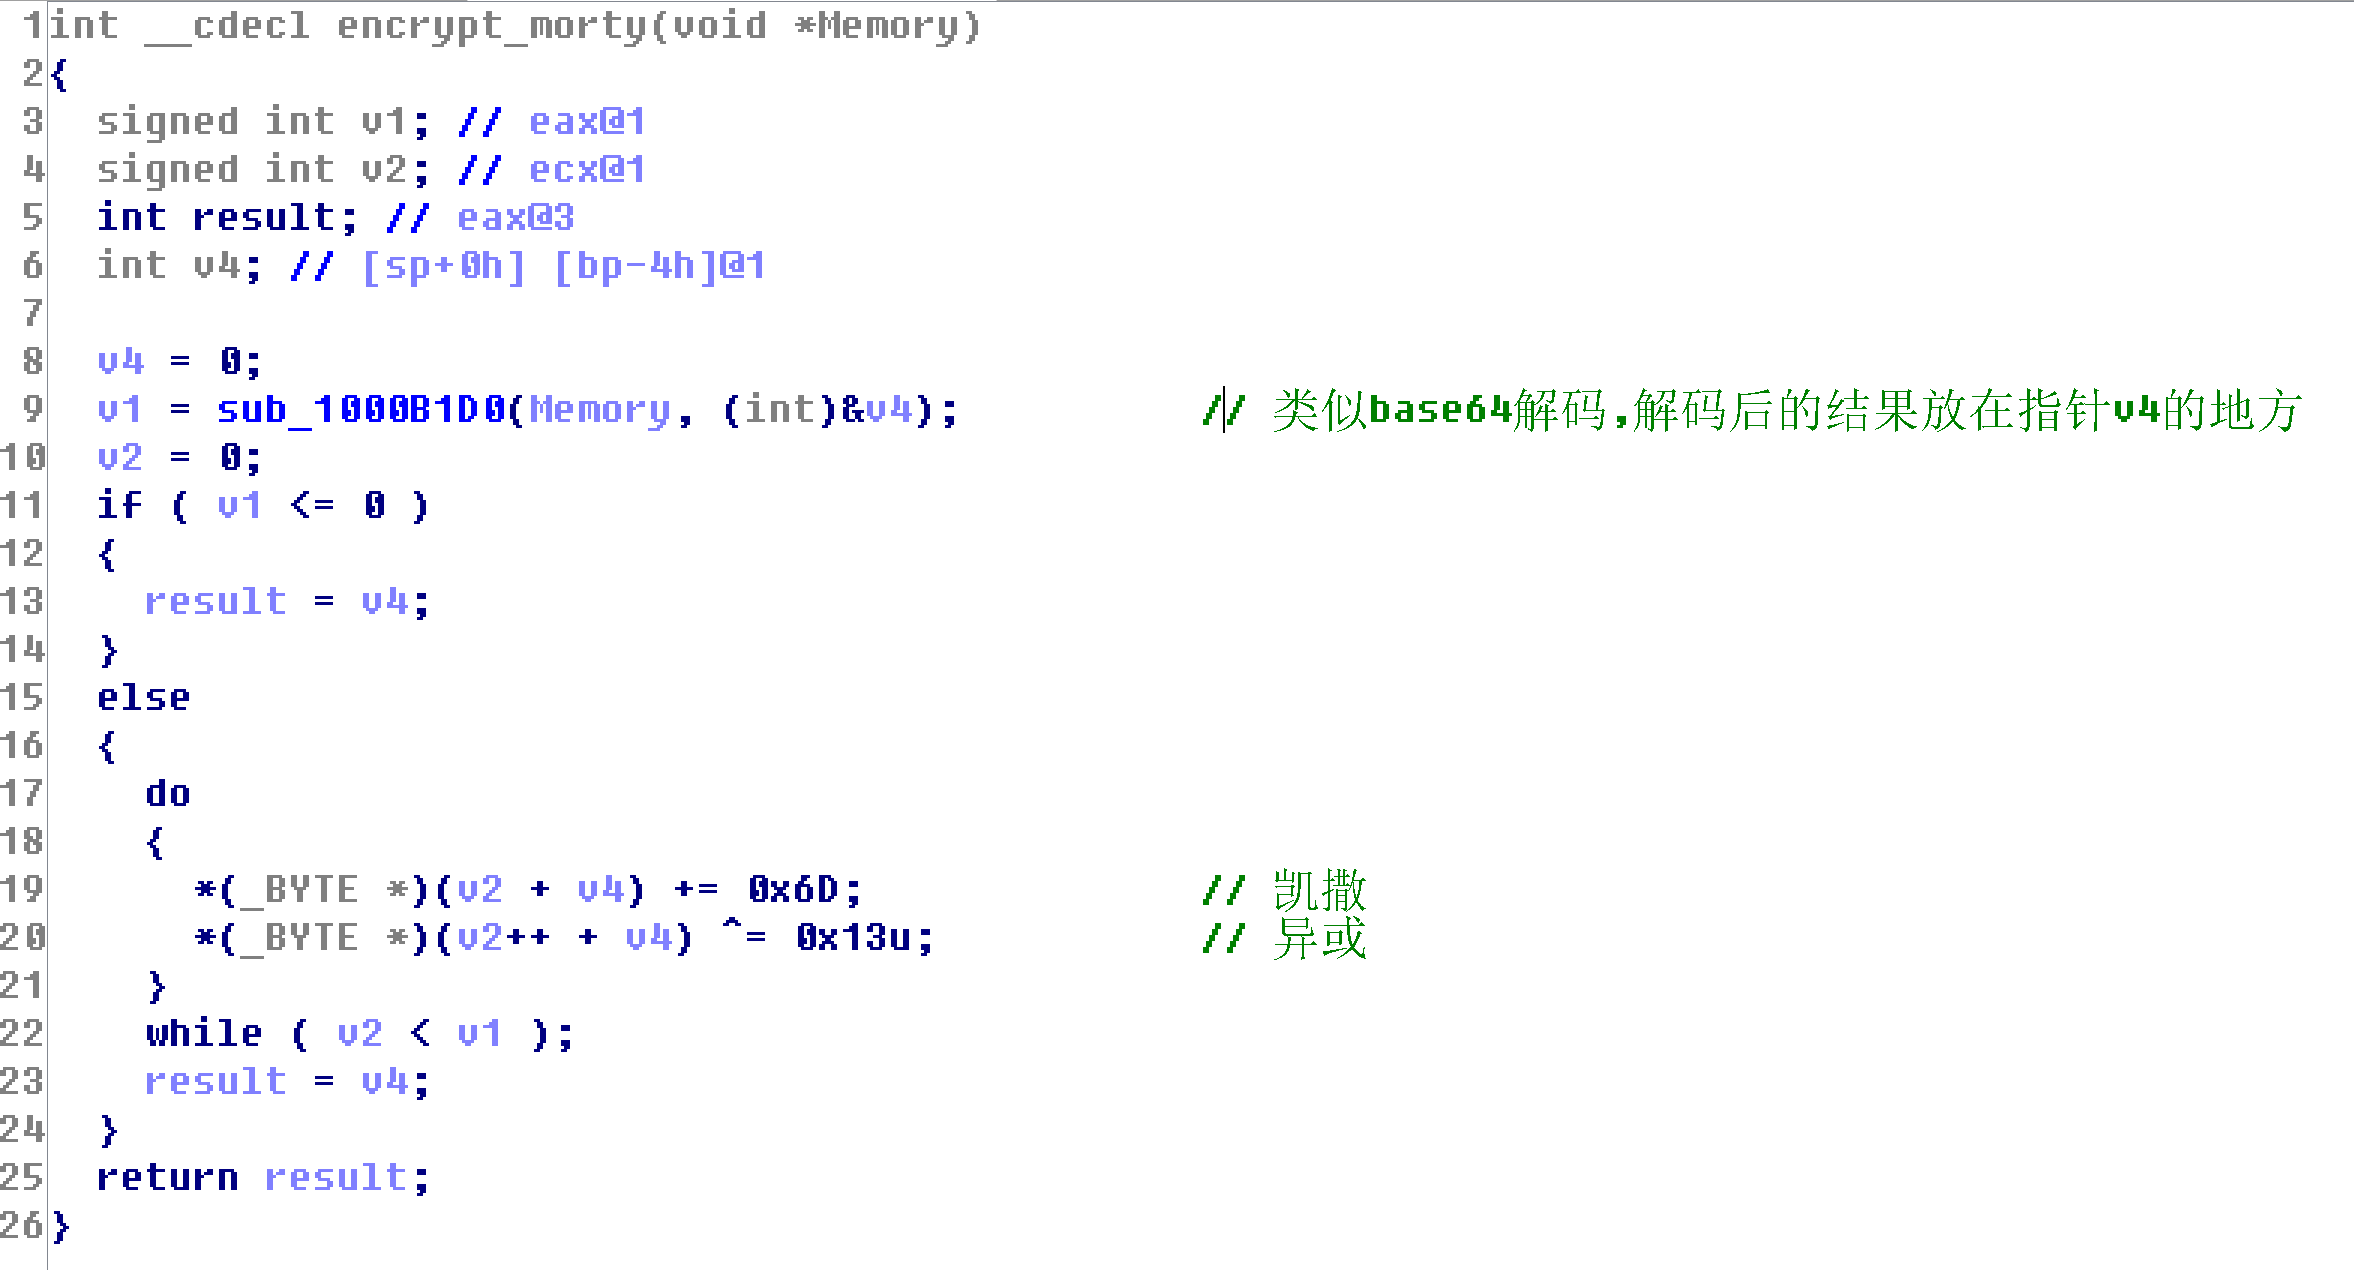 1 int __cdecl encrypt_morty(void *Memory)
2 {
3   signed int v1; // eax@1
4   signed int v2; // ecx@1
5   int result; // eax@3
6   int v4; // [sp+0h] [bp-4h]@1
7
8   v4 = 0;
9   v1 = sub_1000B1D0(Memory, (int)&v4); // 类似base64解码,解码后的结果放在指针v4的地方
10   v2 = 0;
11   if ( v1 <= 0 )
12   {
13     result = v4;
14   }
15   else
16   {
17     do
18     {
19       *(_BYTE *)(v2 + v4) += 0x6D; // 凯撒
20       *(_BYTE *)(v2++ + v4) ^= 0x13u; // 异或
21     }
22     while ( v2 < v1 );
23     result = v4;
24   }
25   return result;
26 }